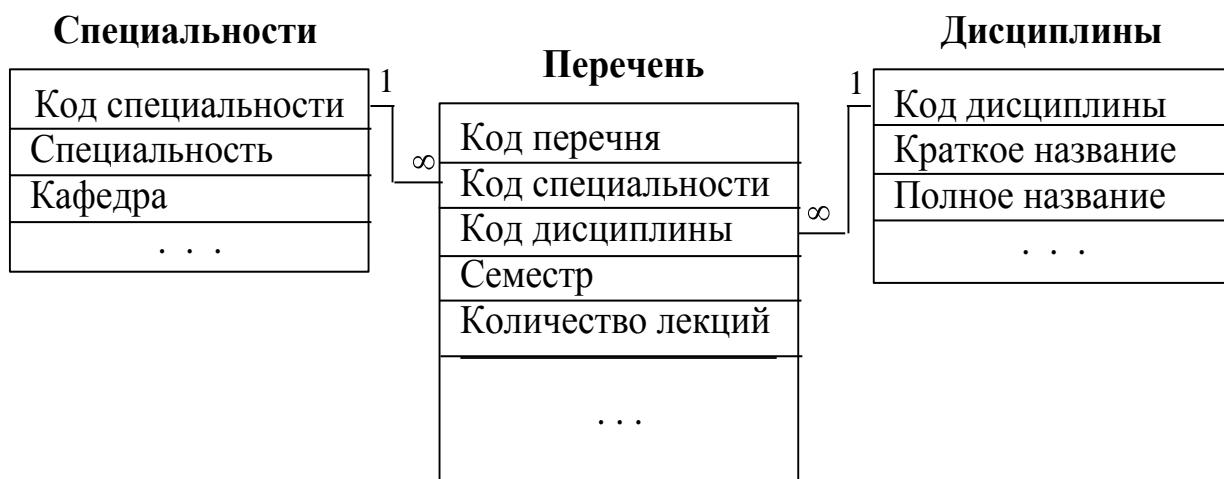 Специальности
Код специальности
Специальность
Кафедра
. . .
1
∞
Перечень
Код перечня
Код специальности
Код дисциплины
Семестр
Количество лекций
. . .
Дисциплины
1
∞
Код дисциплины
Краткое название
Полное название
. . .